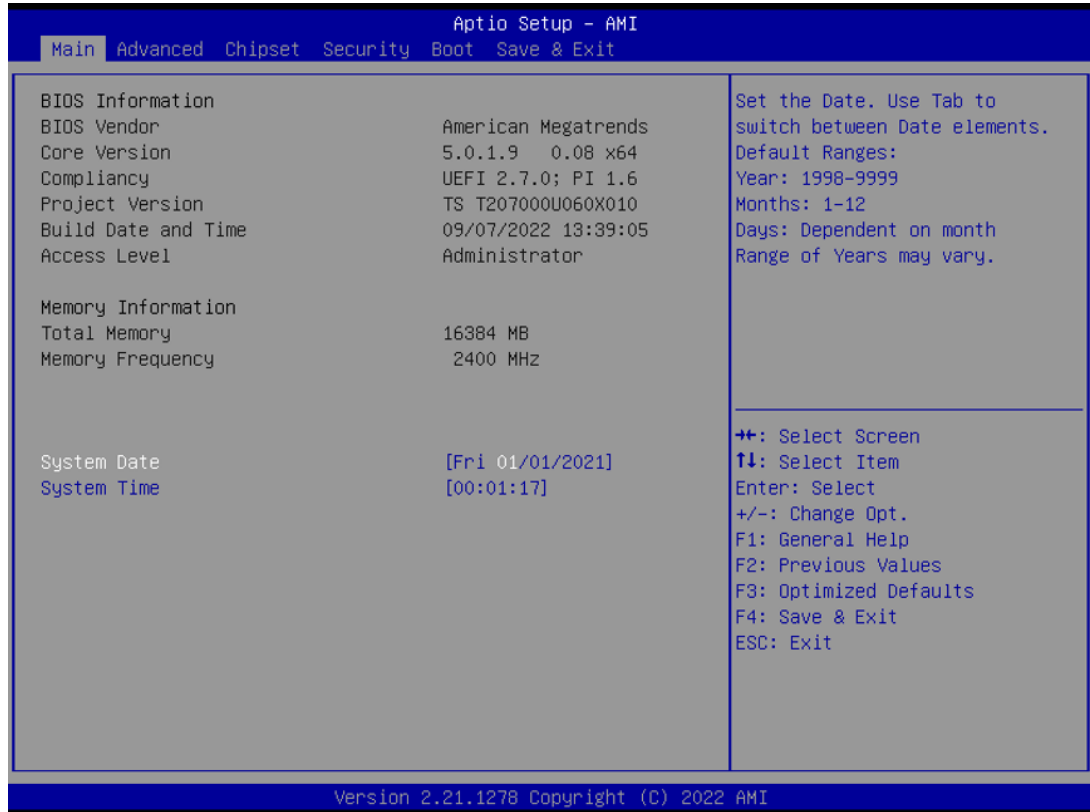 Aptio Setup – AMI
Main Advanced Chipset Security Boot Save & Exit
BIOS Information
BIOS Vendor American Megatrends
Core Version 5.0.1.9 0.08 x64
Compliancy UEFI 2.7.0; PI 1.6
Project Version TS T207000U060X010
Build Date and Time 09/07/2022 13:39:05
Access Level Administrator
Memory Information
Total Memory 16384 MB
Memory Frequency 2400 MHz
System Date [Fri 01/01/2021]
System Time [00:01:17]
Set the Date. Use Tab to
switch between Date elements.
Default Ranges:
Year: 1998-9999
Months: 1-12
Days: Dependent on month
Range of Years may vary.
→←: Select Screen
↑↓: Select Item
Enter: Select
+/-: Change Opt.
F1: General Help
F2: Previous Values
F3: Optimized Defaults
F4: Save & Exit
ESC: Exit
Version 2.21.1278 Copyright (C) 2022 AMI